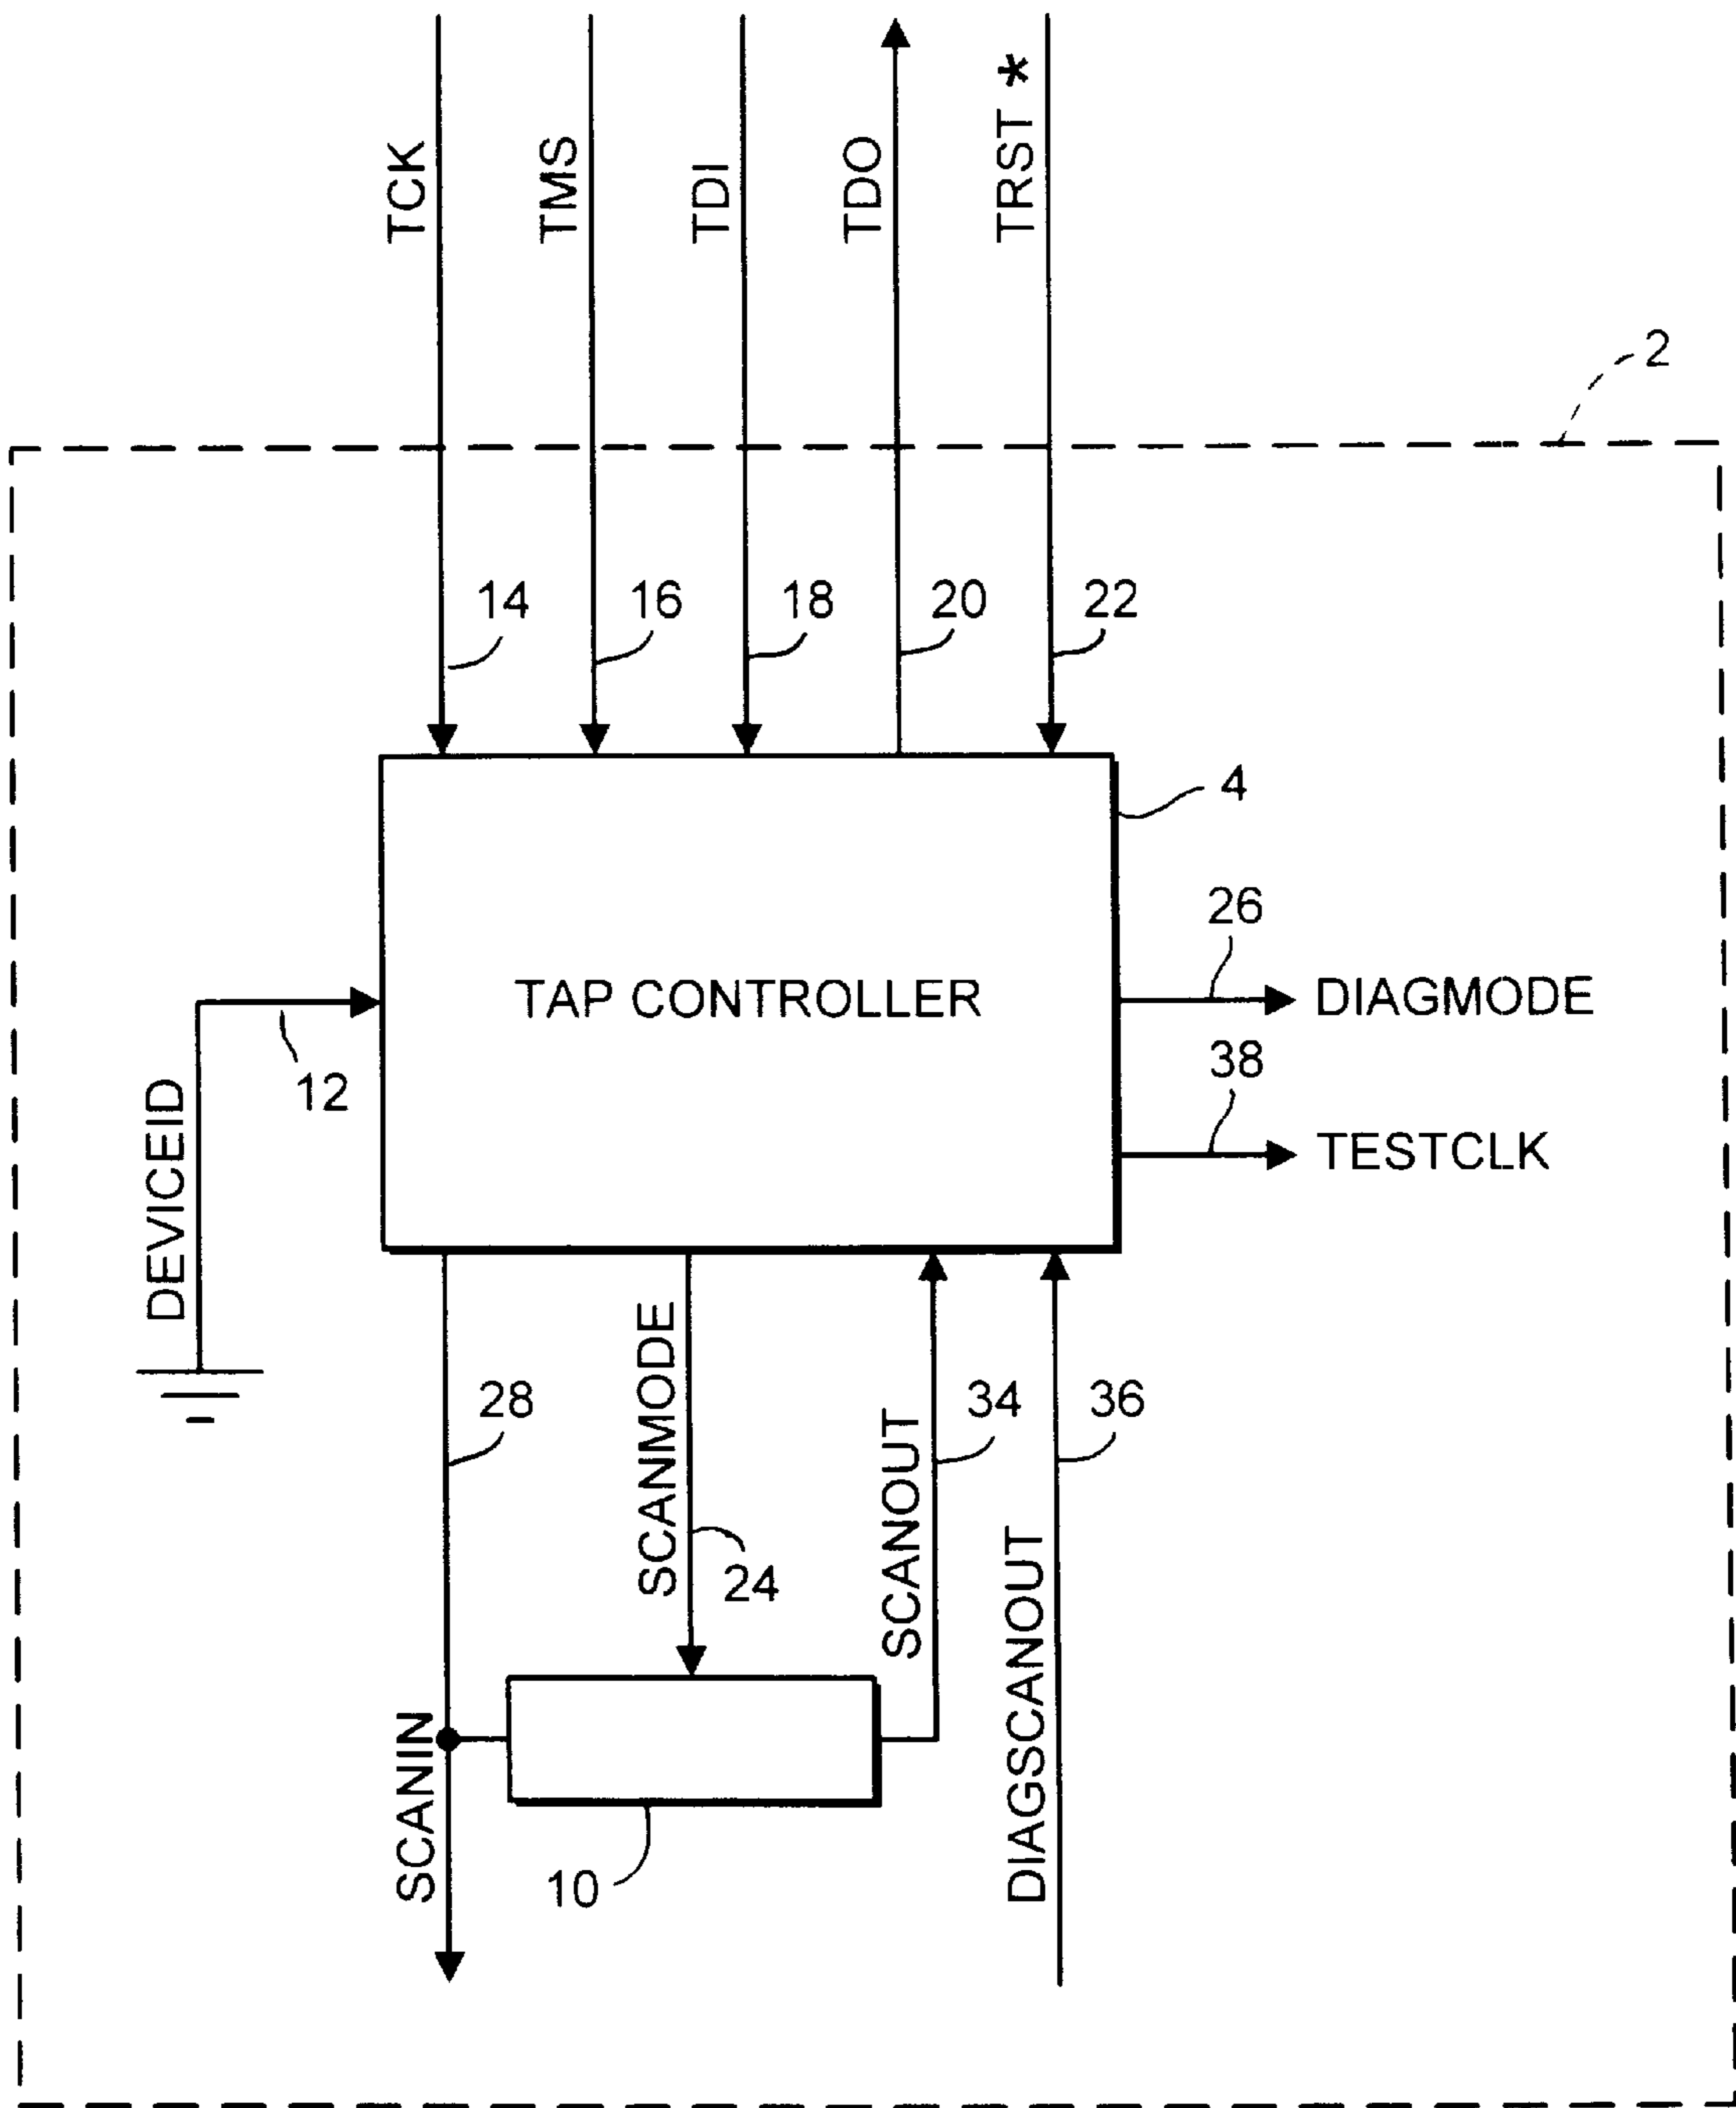 TCK
TMS
TDI
TDO
TRST *
2
14
16
18
20
22
4
26
TAP CONTROLLER
DIAGMODE
12
38
DEVICEID
TESTCLK
28
SCANMODE
34
36
SCANOUT
24
DIAGSCANOUT
SCANIN
10